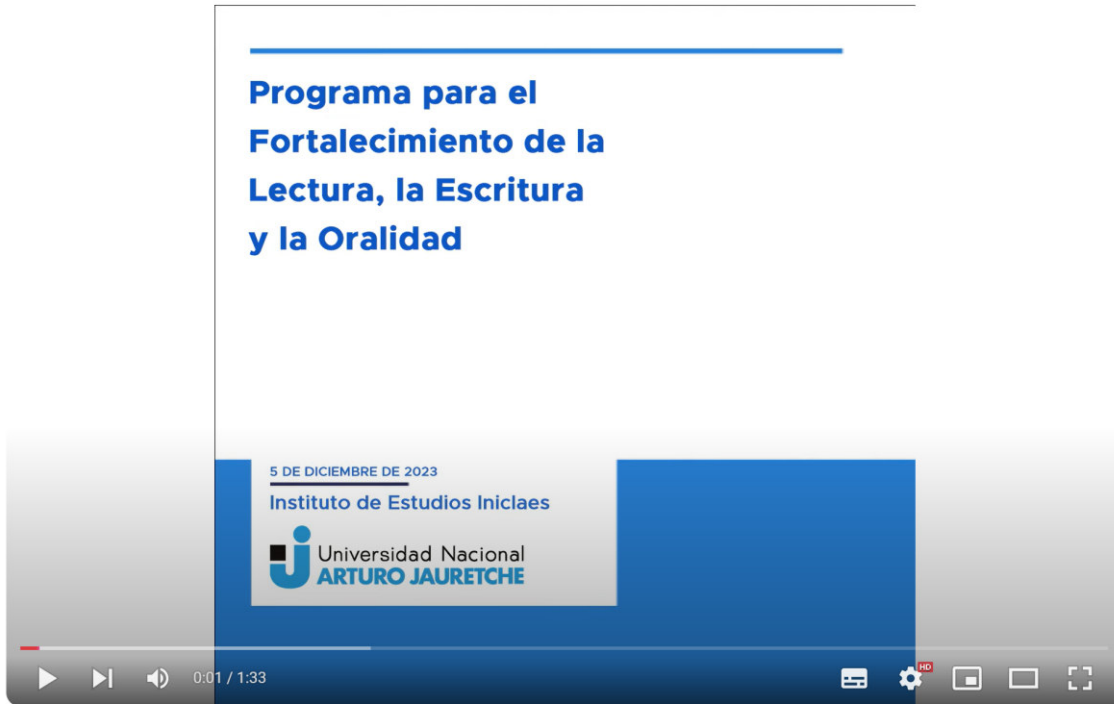 Programa para el
Fortalecimiento de la
Lectura, la Escritura
y la Oralidad
5 DE DICIEMBRE DE 2023
Instituto de Estudios Iniclaes
Universidad Nacional
ARTURO JAURETCHE
0:01 / 1:33
HD